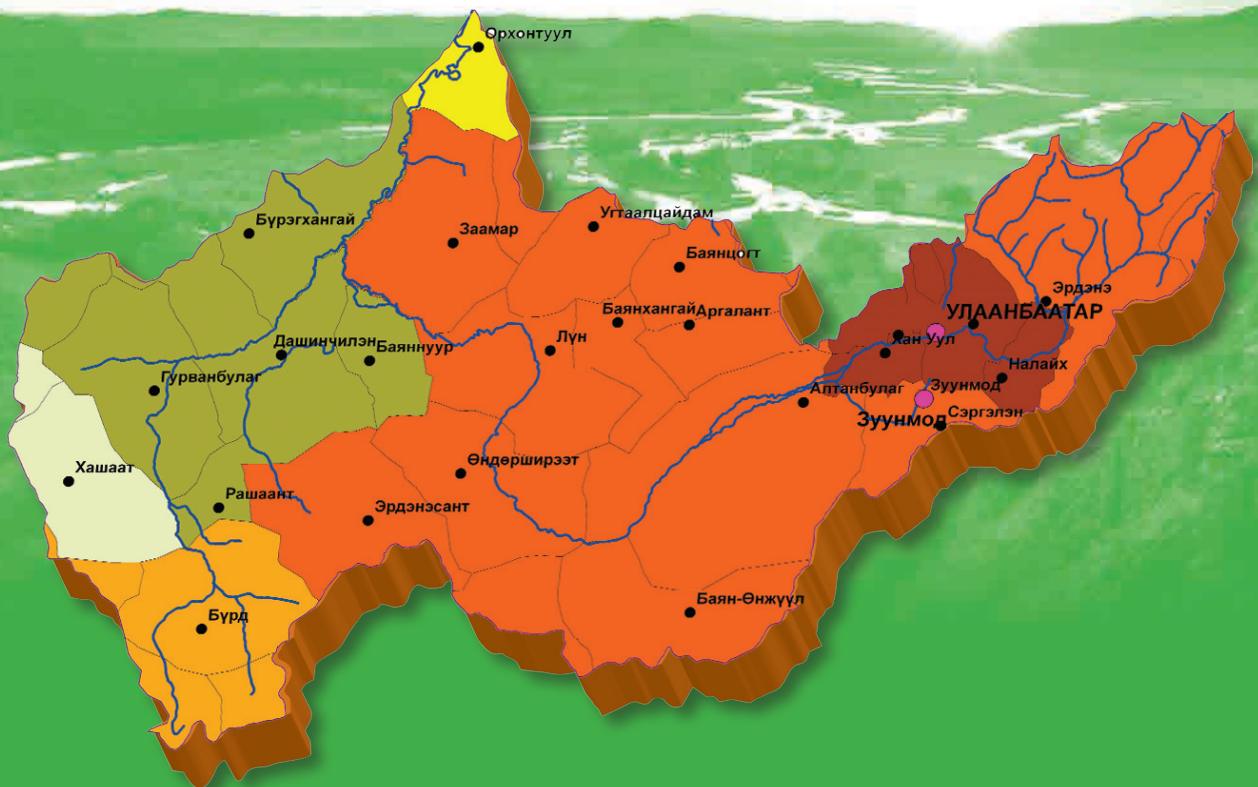 Орхонтуул
Бүрэгхангай
Заамар
Угтаалцайдам
Баянцогт
Эрдэнэ
Баянхангай
Аргалант
УЛААНБААТАР
Дашинчилэн
Баяннуур
Лүн
Хан Уул
Гурванбулаг
Налайх
Алтанбулаг
Зуунмод
Зуунмод
Сэргэлэн
Хашаат
Өндөрширээт
Рашаант
Эрдэнэсант
Бүрд
Баян-Өнжүүл